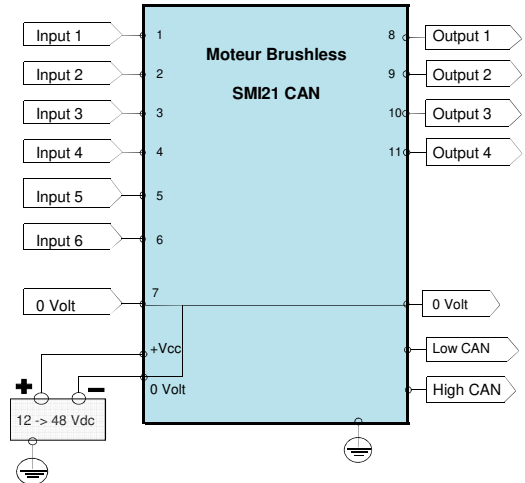 Moteur Brushless
SMI21 CAN
Input 1
1
8
Output 1
Input 2
2
9
Output 2
Input 3
3
10
Output 3
Input 4
4
11
Output 4
Input 5
5
Input 6
6
0 Volt
7
0 Volt
+Vcc
Low CAN
0 Volt
High CAN
+
−
12 -> 48 Vdc